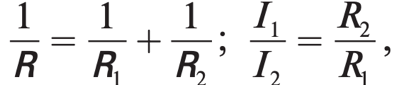 1/R = 1/R₁ + 1/R₂; I₁/I₂ = R₂/R₁,